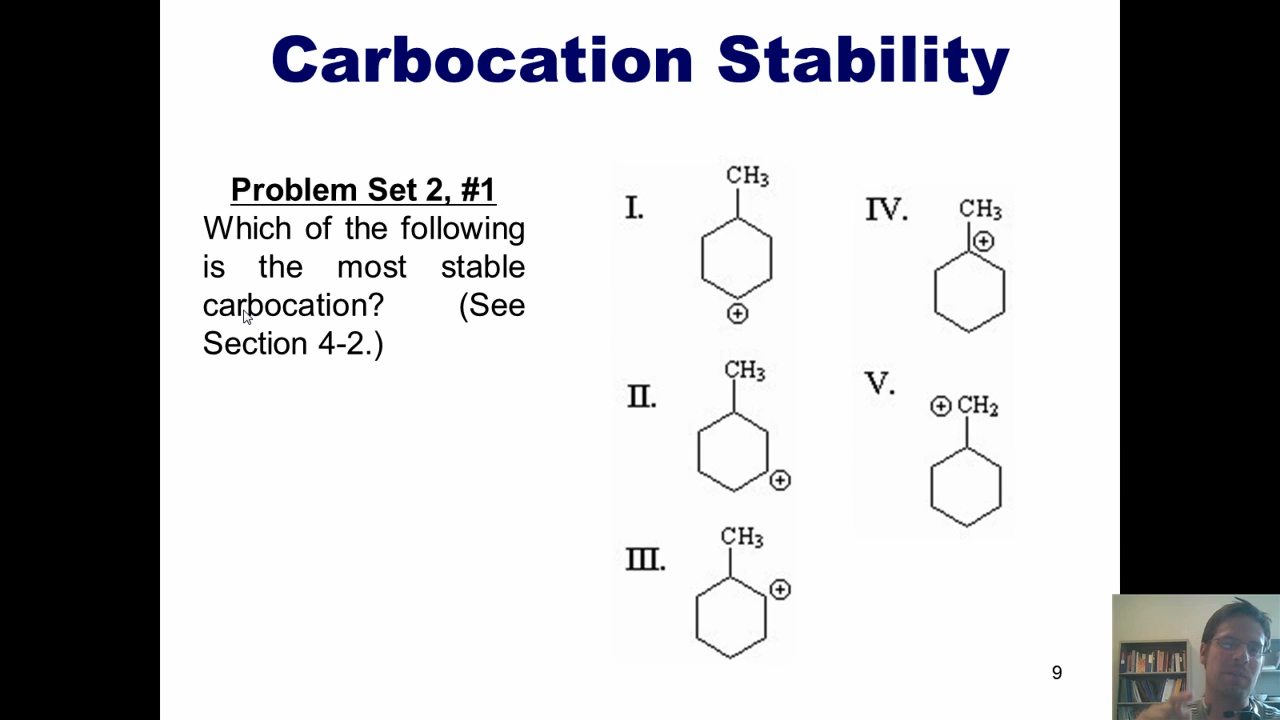 Carbocation Stability
Problem Set 2, #1
Which of the following
is the most stable
carbocation? (See
Section 4-2.)
I.
CH3
⊕
II.
CH3
⊕
III.
CH3
⊕
IV.
CH3
⊕
V.
⊕ CH2
9